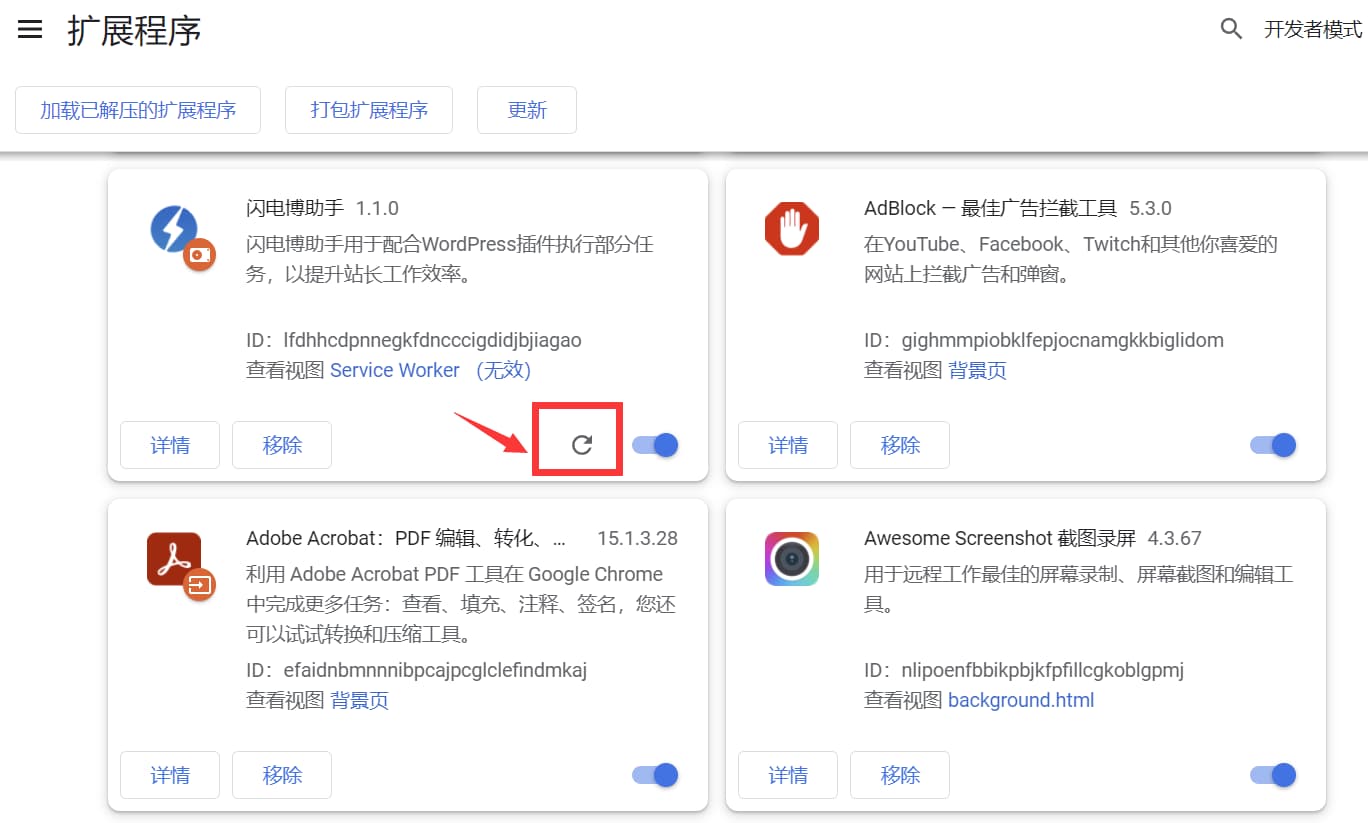 扩展程序
开发者模式
加载已解压的扩展程序
打包扩展程序
更新
闪电博助手 1.1.0
闪电博助手用于配合WordPress插件执行部分任
务，以提升站长工作效率。
ID：lfdhhcdpnnegkfdncccigdidjbjiagao
查看视图 Service Worker （无效）
详情
移除
AdBlock — 最佳广告拦截工具 5.3.0
在YouTube、Facebook、Twitch和其他你喜爱的
网站上拦截广告和弹窗。
ID：gighmmpiobklfepjocnamgkkbiglidom
查看视图 背景页
详情
移除
Adobe Acrobat：PDF 编辑、转化、... 15.1.3.28
利用 Adobe Acrobat PDF 工具在 Google Chrome
中完成更多任务：查看、填充、注释、签名，您还
可以试试转换和压缩工具。
ID：efaidnbmnnnibpcajpcglclefindmkaj
查看视图 背景页
详情
移除
Awesome Screenshot 截图录屏 4.3.67
用于远程工作最佳的屏幕录制、屏幕截图和编辑工
具。
ID：nlipoenfbbikpbjkfpfillcgkoblgpmj
查看视图 background.html
详情
移除